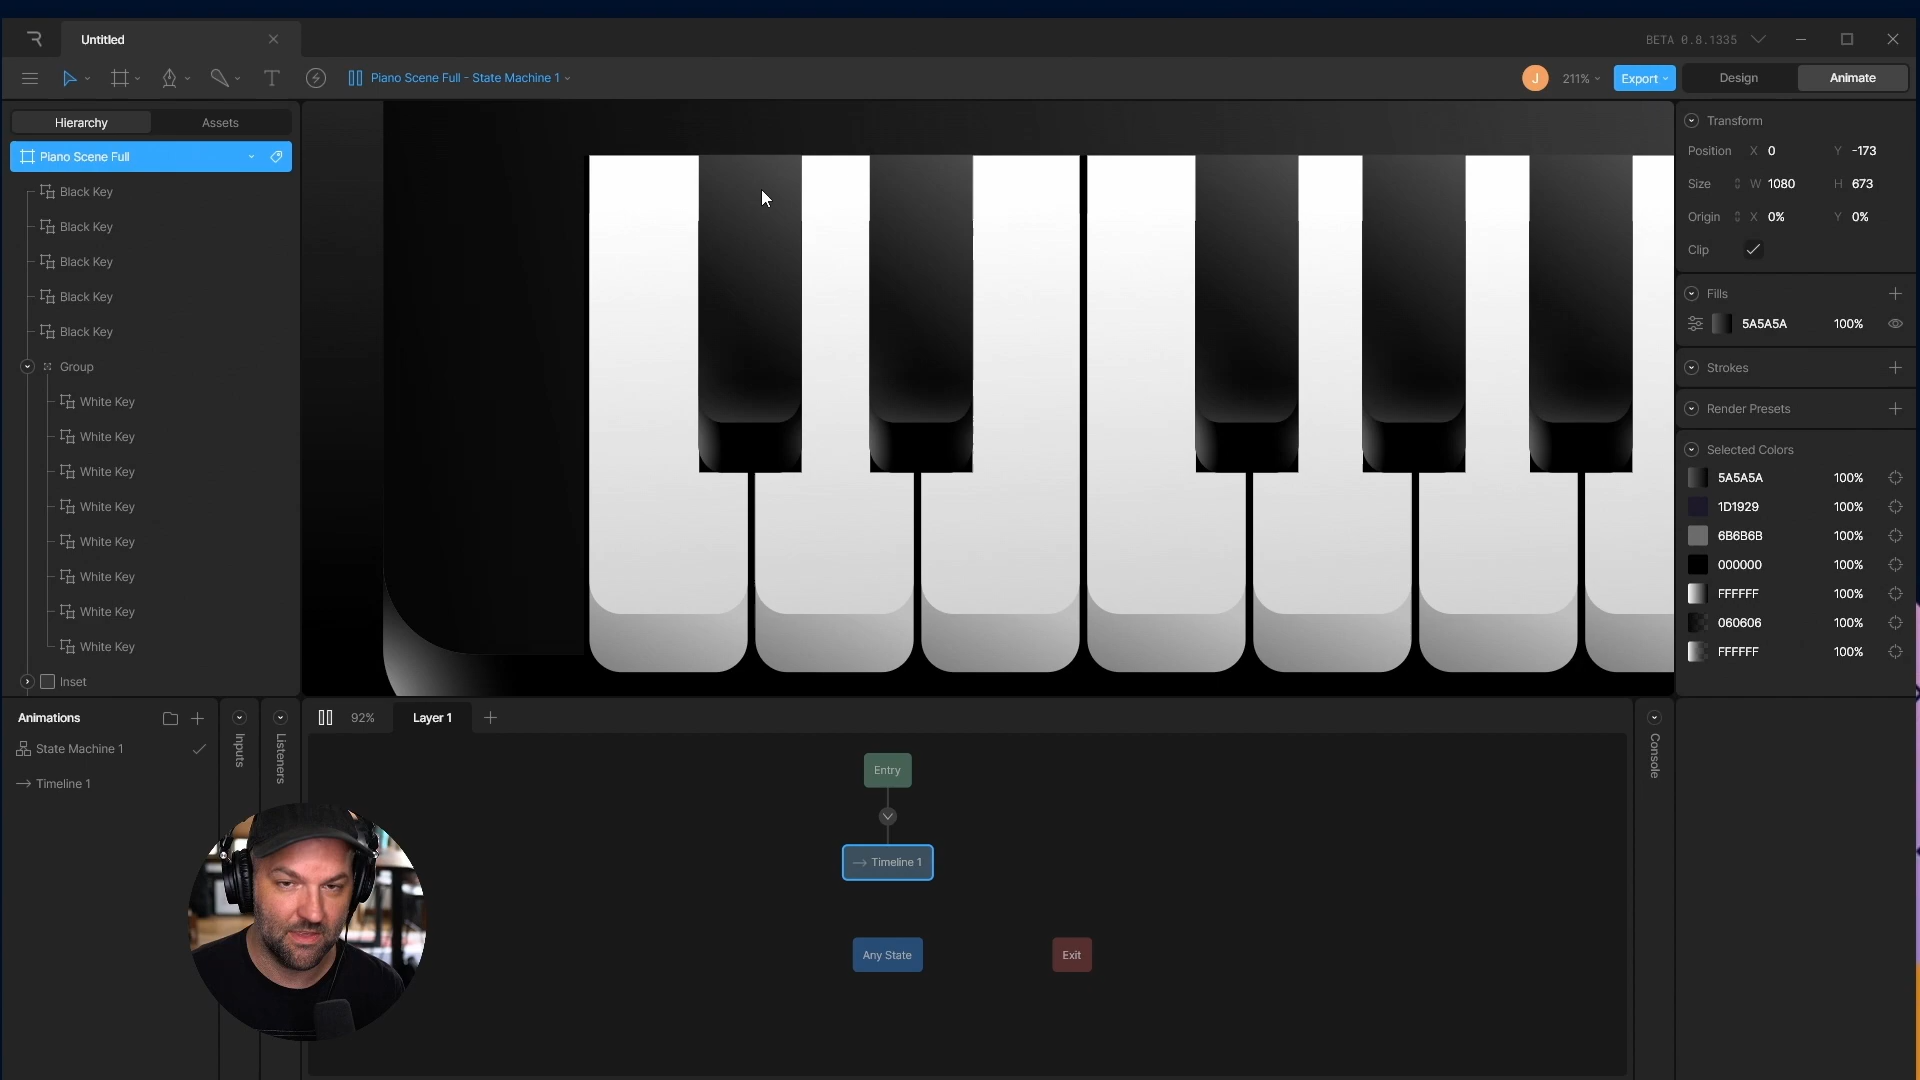 Untitled
BETA 0.8.1335
T
Piano Scene Full - State Machine 1
J
211%
Export
Design
Animate
Hierarchy
Assets
Piano Scene Full
Black Key
Black Key
Black Key
Black Key
Black Key
Group
White Key
White Key
White Key
White Key
White Key
White Key
White Key
White Key
Inset
Transform
Position X 0 Y -173
Size W 1080 H 673
Origin X 0% Y 0%
Clip
Fills
5A5A5A 100%
Strokes
Render Presets
Selected Colors
5A5A5A 100%
1D1929 100%
6B6B6B 100%
000000 100%
FFFFFF 100%
060606 100%
FFFFFF 100%
Animations
State Machine 1
Timeline 1
Inputs
Listeners
92%
Layer 1
Entry
Timeline 1
Any State
Exit
Console